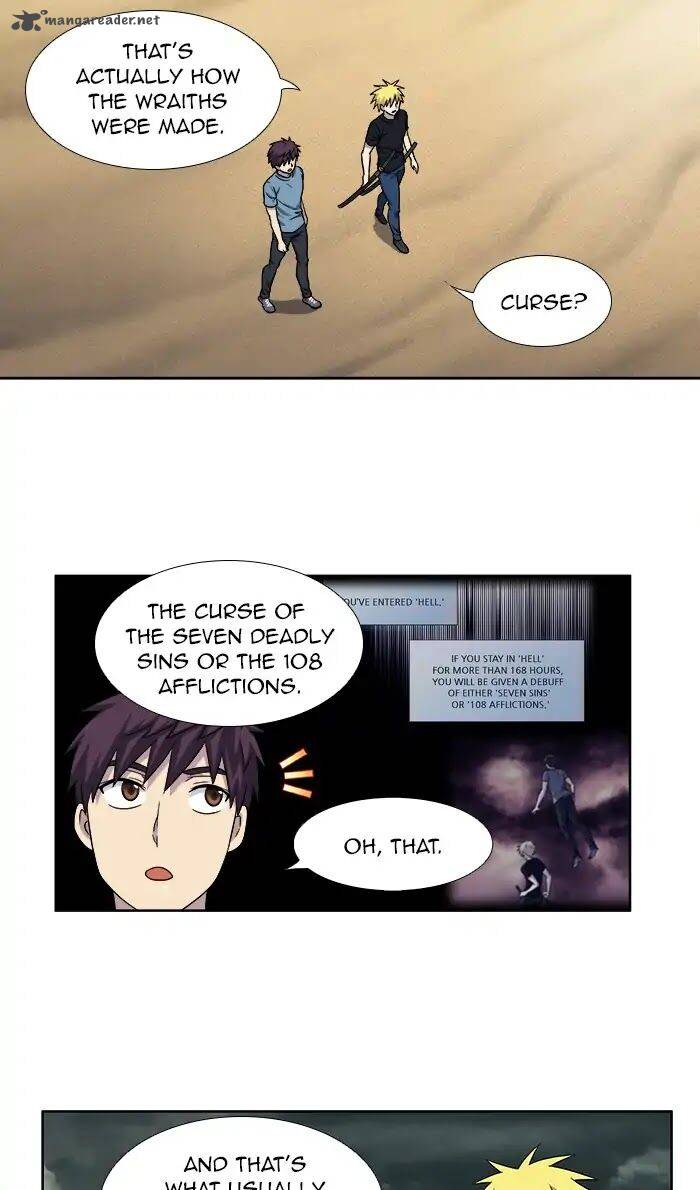 mangareader.net
THAT'S
ACTUALLY HOW
THE WRAITHS
WERE MADE.
CURSE?
THE CURSE OF
THE SEVEN DEADLY
SINS OR THE 108
AFFLICTIONS.
OU'VE ENTERED 'HELL.'
IF YOU STAY IN 'HELL'
FOR MORE THAN 168 HOURS,
YOU WILL BE GIVEN A DEBUFF
OF EITHER 'SEVEN SINS'
OR '108 AFFLICTIONS.'
OH, THAT.
AND THAT'S
WHAT USUALLY